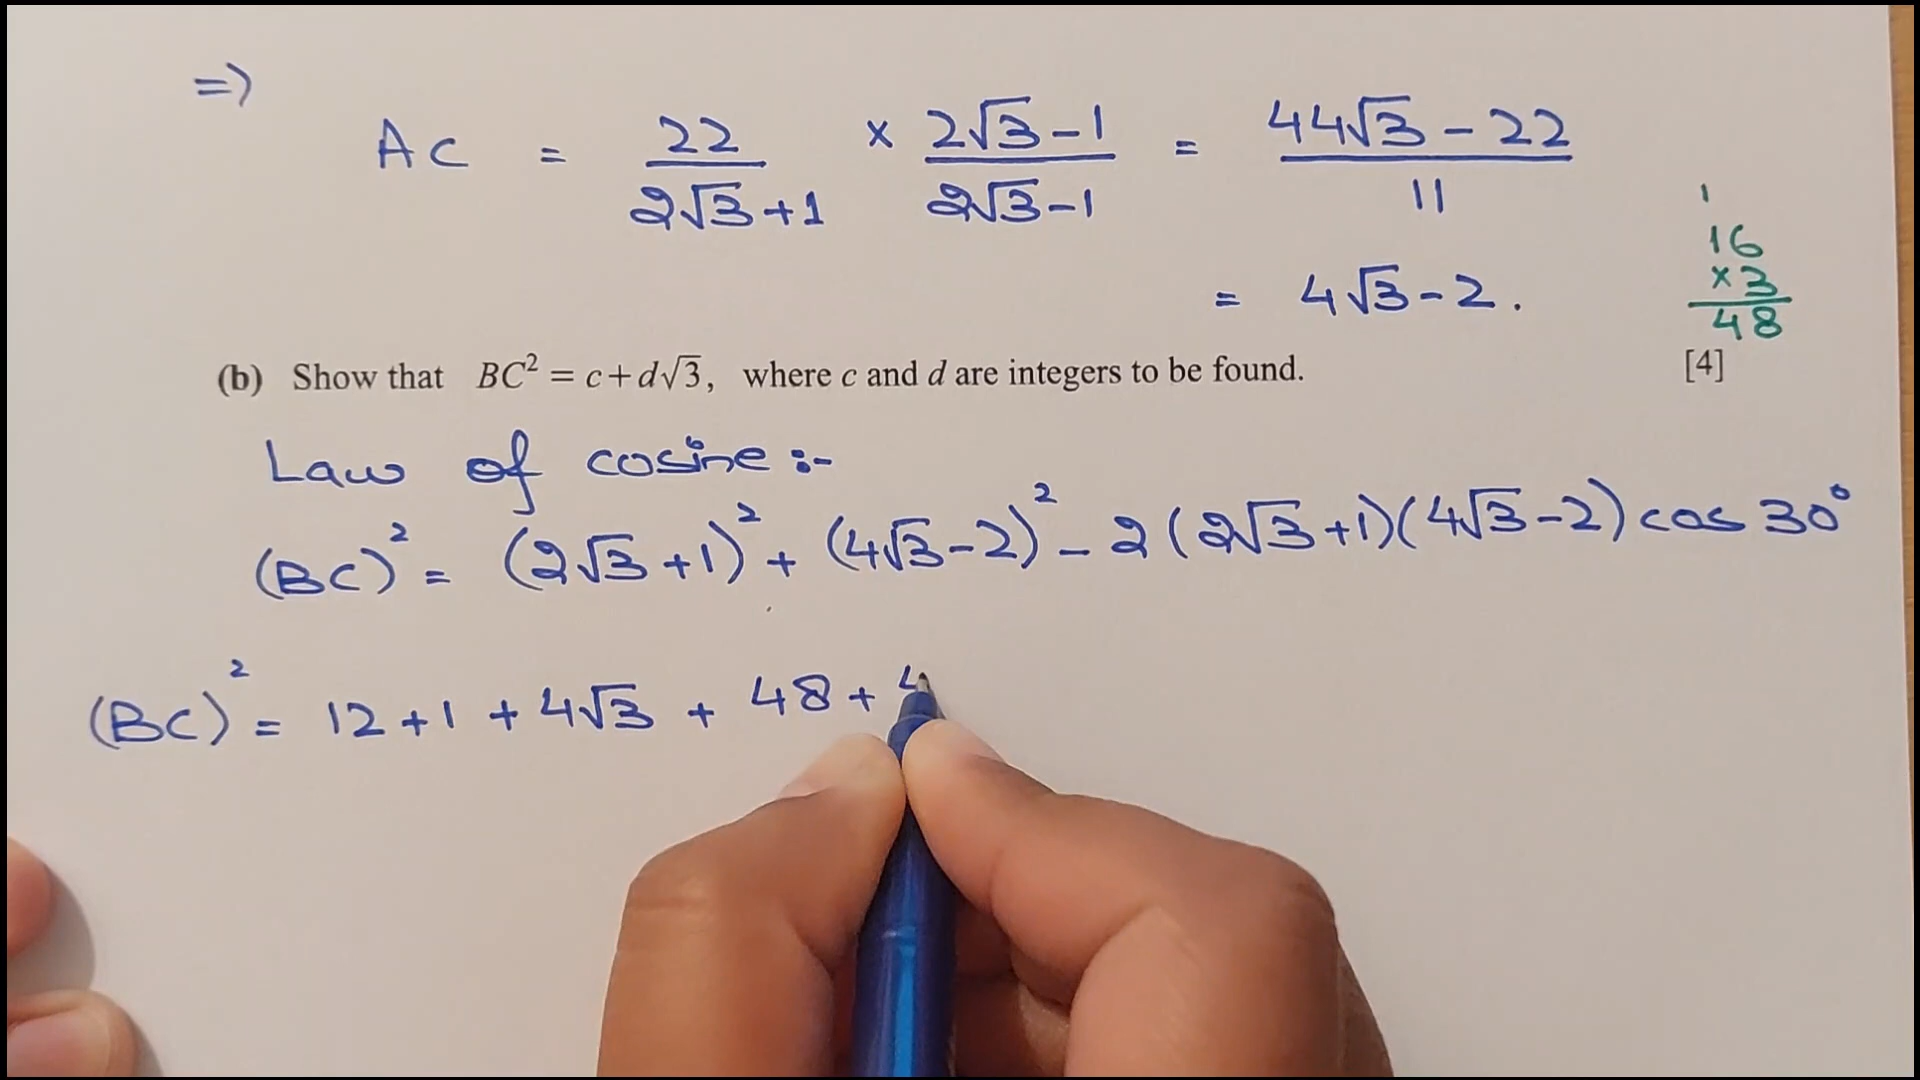 =>
AC = 22/(2√3+1) × (2√3-1)/(2√3-1) = (44√3-22)/11
= 4√3-2.
1
16
×3
48
(b) Show that BC² = c+d√3, where c and d are integers to be found. [4]
Law of cosine :-
(BC)² = (2√3+1)² + (4√3-2)² - 2(2√3+1)(4√3-2) cos 30°
(BC)² = 12+1 + 4√3 + 48 + 4